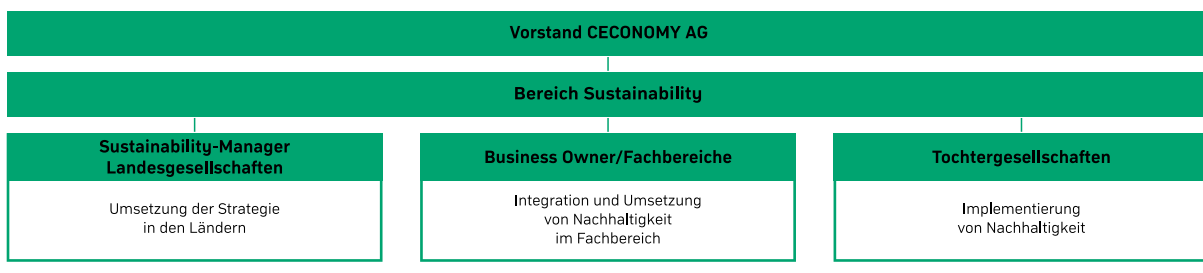 Vorstand CECONOMY AG
Bereich Sustainability
Sustainability-Manager
Landesgesellschaften
Umsetzung der Strategie
in den Ländern
Business Owner/Fachbereiche
Integration und Umsetzung
von Nachhaltigkeit
im Fachbereich
Tochtergesellschaften
Implementierung
von Nachhaltigkeit